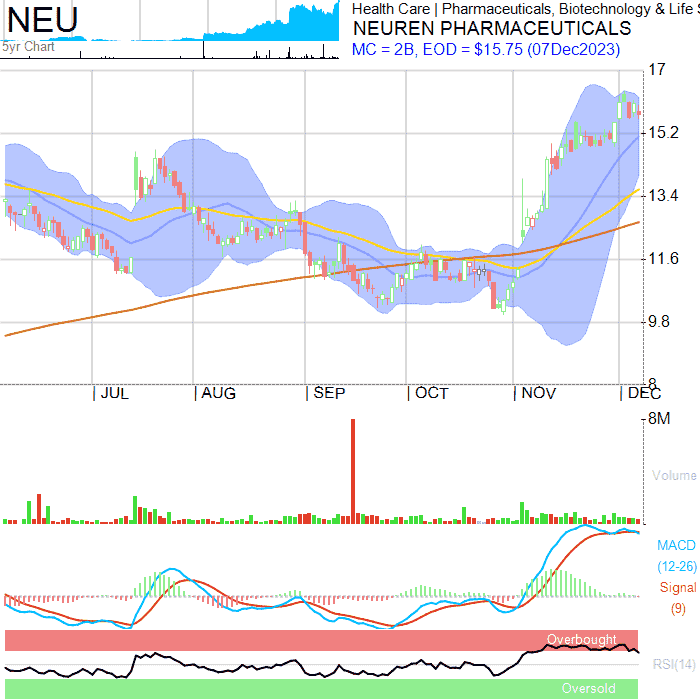 NEU
5yr Chart
Health Care | Pharmaceuticals, Biotechnology & Life S
NEUREN PHARMACEUTICALS
MC = 2B, EOD = $15.75 (07Dec2023)
17
15.2
13.4
11.6
9.8
8
| JUL | AUG | SEP | OCT | NOV | DEC
8M
Volume
MACD
(12-26)
Signal
(9)
Overbought
RSI(14)
Oversold